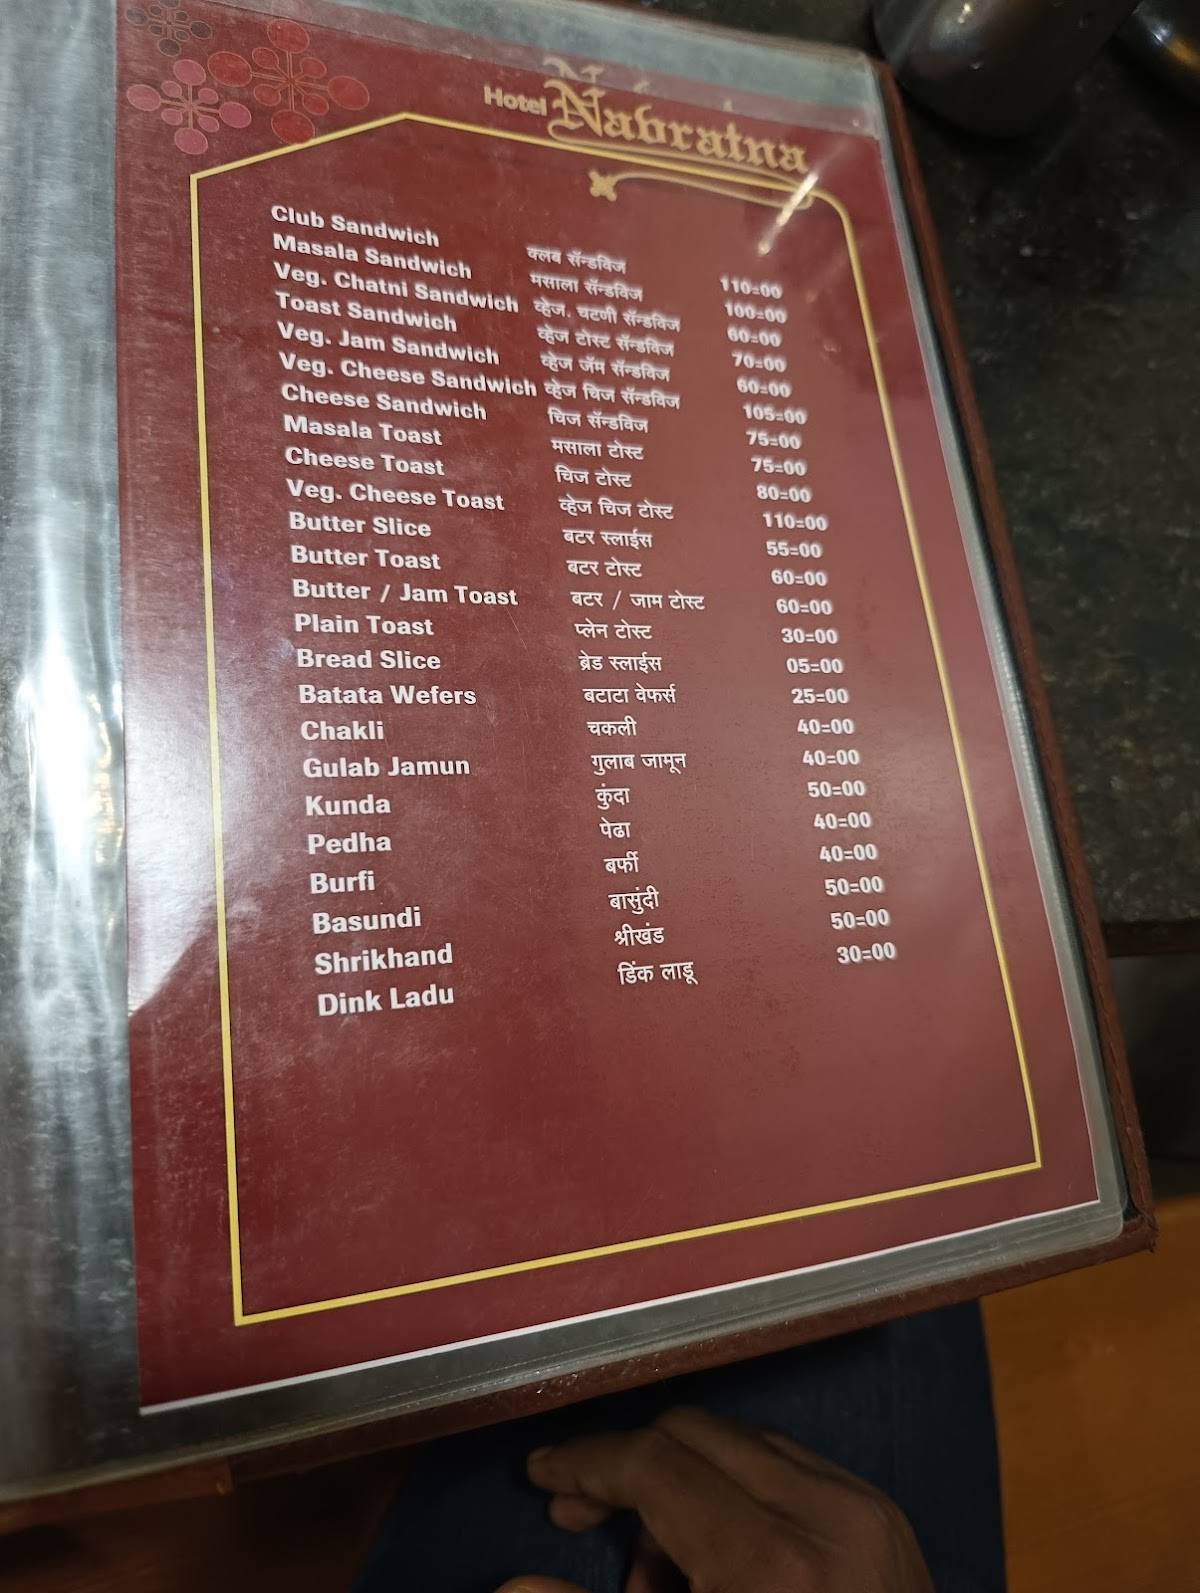 Hotel Nabratna
Club Sandwich क्लब सॅन्डविज 110=00
Masala Sandwich मसाला सॅन्डविज 100=00
Veg. Chatni Sandwich व्हेज. चटणी सॅन्डविज 60=00
Toast Sandwich व्हेज टोस्ट सॅन्डविज 70=00
Veg. Jam Sandwich व्हेज जॅम सॅन्डविज 60=00
Veg. Cheese Sandwich व्हेज चिज सॅन्डविज 105=00
Cheese Sandwich चिज सॅन्डविज 75=00
Masala Toast मसाला टोस्ट 75=00
Cheese Toast चिज टोस्ट 80=00
Veg. Cheese Toast व्हेज चिज टोस्ट 110=00
Butter Slice बटर स्लाईस 55=00
Butter Toast बटर टोस्ट 60=00
Butter / Jam Toast बटर / जाम टोस्ट 60=00
Plain Toast प्लेन टोस्ट 30=00
Bread Slice ब्रेड स्लाईस 05=00
Batata Wefers बटाटा वेफर्स 25=00
Chakli चकली 40=00
Gulab Jamun गुलाब जामून 40=00
Kunda कुंदा 50=00
Pedha पेढा 40=00
Burfi बर्फी 40=00
Basundi बासुंदी 50=00
Shrikhand श्रीखंड 50=00
Dink Ladu डिंक लाडू 30=00